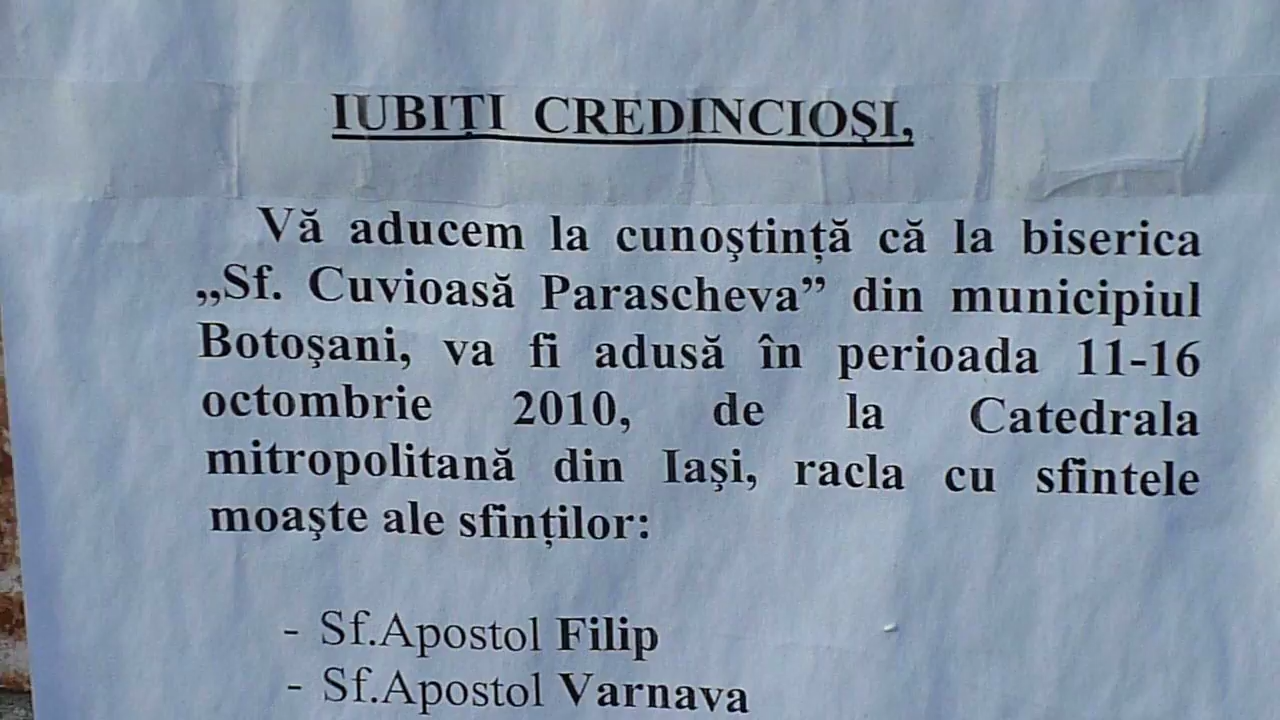 IUBIȚI CREDINCIOȘI,
Vă aducem la cunoştință că la biserica
„Sf. Cuvioasă Parascheva” din municipiul
Botoşani, va fi adusă în perioada 11-16
octombrie 2010, de la Catedrala
mitropolitană din Iaşi, racla cu sfintele
moaşte ale sfinților:
- Sf.Apostol Filip
- Sf.Apostol Varnava